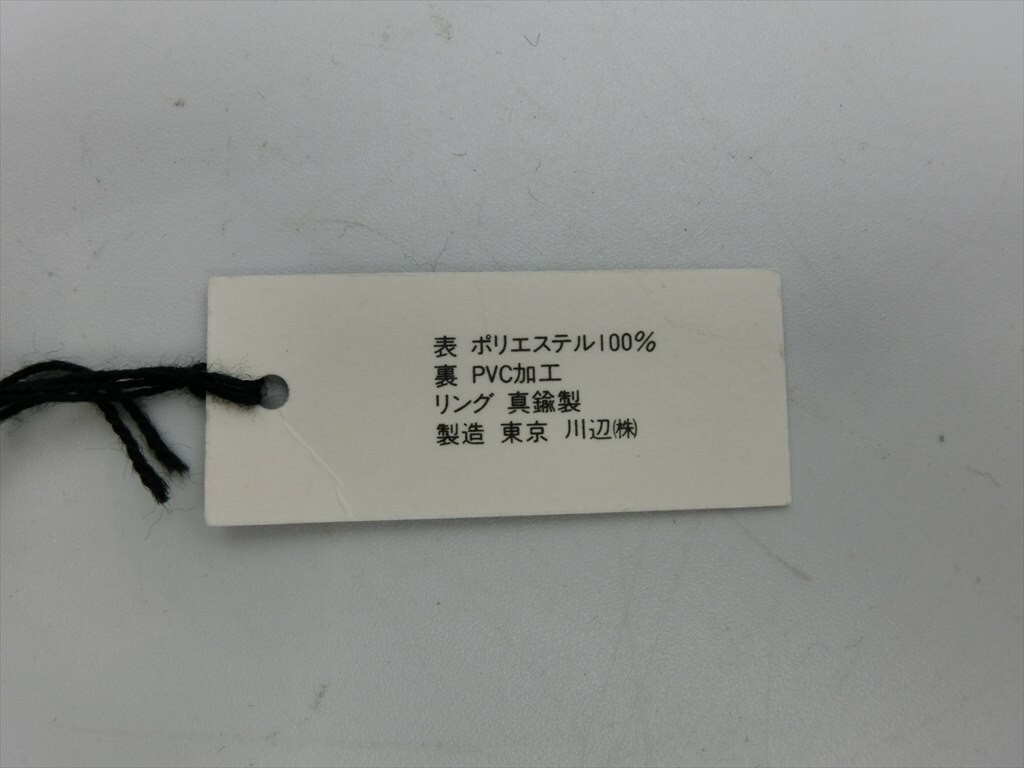 表 ポリエステル100%
裏 PVC加工
リング 真鍮製
製造 東京 川辺㈱